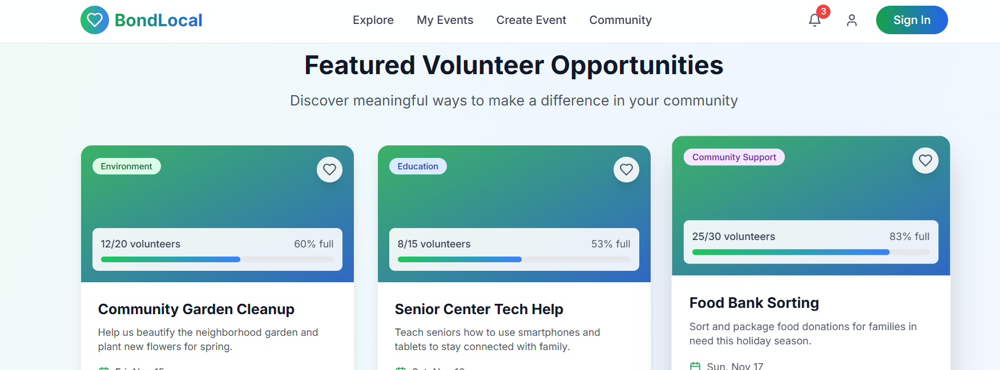 BondLocal
Explore My Events Create Event Community
3
Sign In
Featured Volunteer Opportunities
Discover meaningful ways to make a difference in your community
Environment
12/20 volunteers 60% full
Community Garden Cleanup
Help us beautify the neighborhood garden and
plant new flowers for spring.
Education
8/15 volunteers 53% full
Senior Center Tech Help
Teach seniors how to use smartphones and
tablets to stay connected with family.
Community Support
25/30 volunteers 83% full
Food Bank Sorting
Sort and package food donations for families in
need this holiday season.
Sun, Nov 17